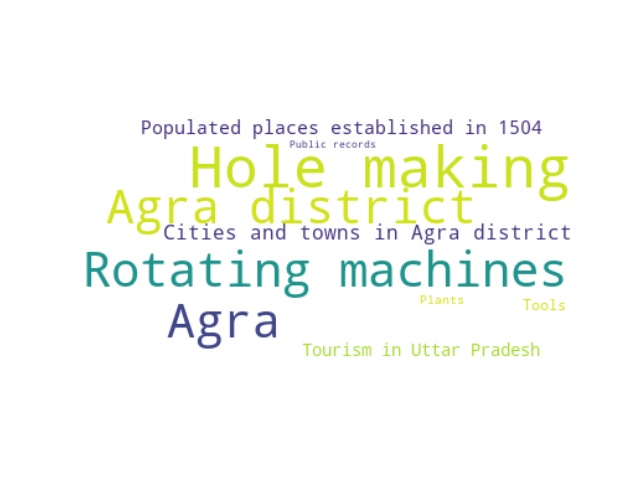 Populated places established in 1504
Public records
Hole making
Agra district
Cities and towns in Agra district
Rotating machines
Plants
Tools
Agra
Tourism in Uttar Pradesh